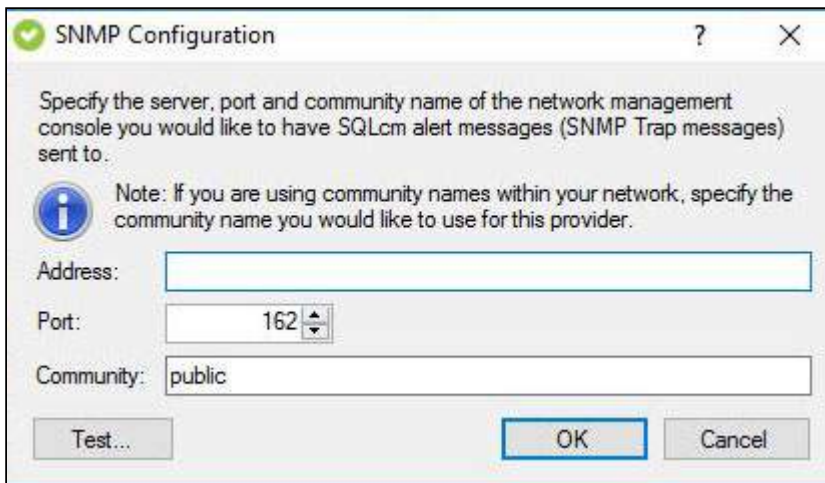 SNMP Configuration
?
Specify the server, port and community name of the network management
console you would like to have SQLcm alert messages (SNMP Trap messages)
sent to.
Note: If you are using community names within your network, specify the
community name you would like to use for this provider.
Address:
Port: 162
Community: public
Test... OK Cancel